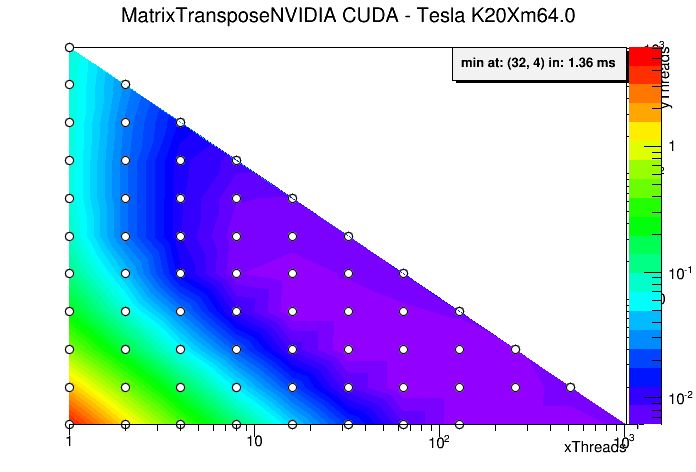 MatrixTransposeNVIDIA CUDA - Tesla K20Xm64.0
min at: (32, 4) in: 1.36 ms
yThreads
1
10⁻¹
10⁻²
1
10
10²
10³
xThreads